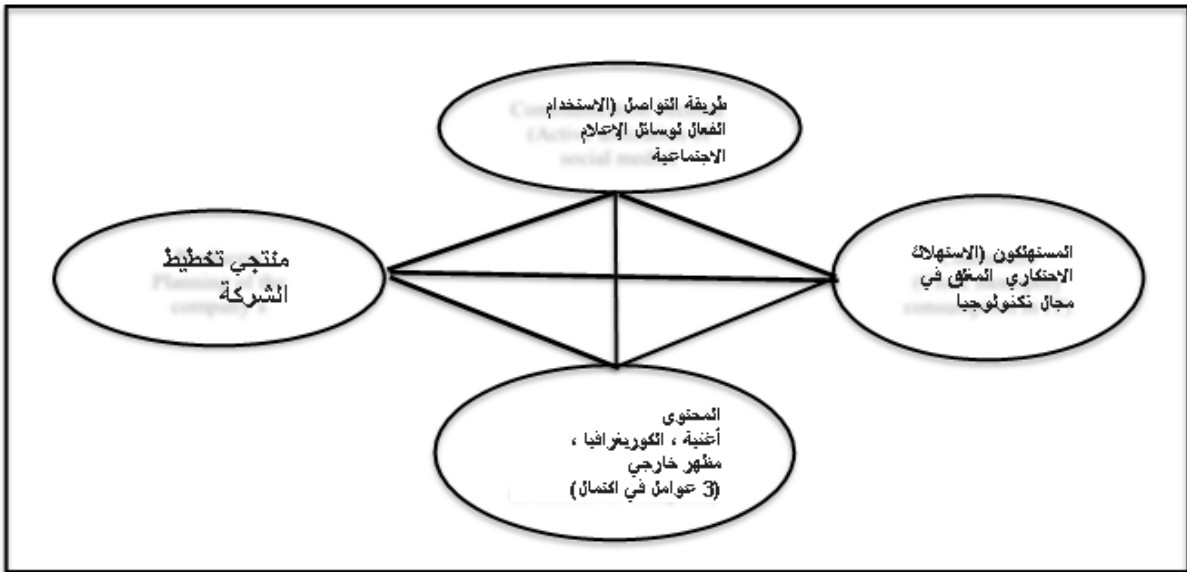 طريقة التواصل (الاستخدام
الفعال لوسائل الإعلام
الاجتماعية
المستهلكون (الاستهلاك
الاحتكاري المغلق في
مجال تكنولوجيا
منتجي تخطيط
الشركة
المحتوى
أغنية ، الكوريغرافيا ،
مظهر خارجي
(3 عوامل في اكتمال)